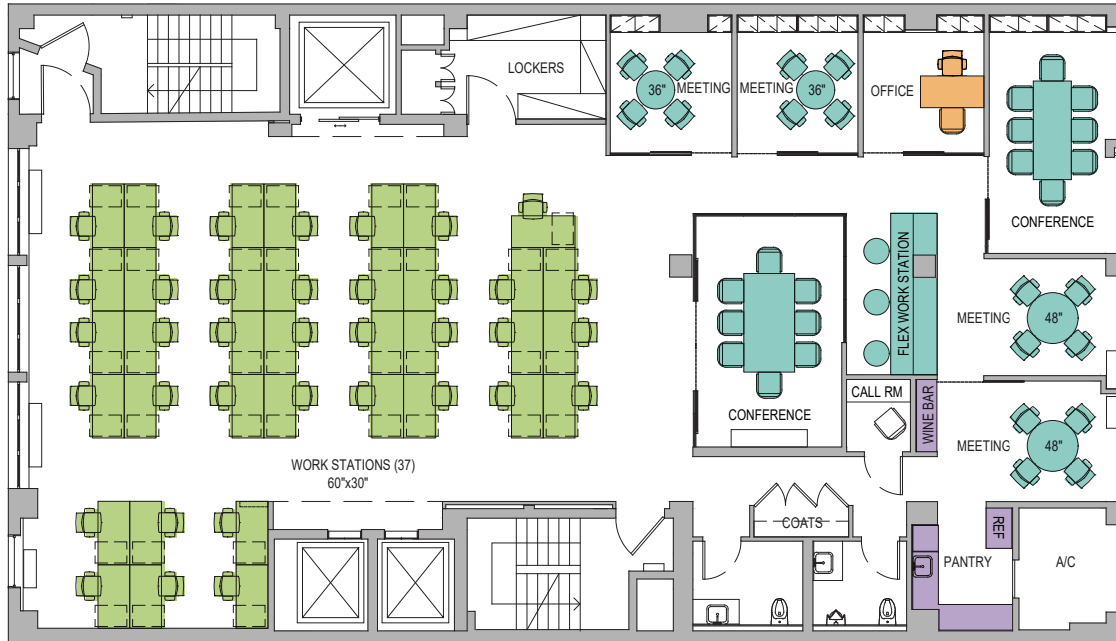 LOCKERS
36"
MEETING
MEETING
36"
OFFICE
CONFERENCE
FLEX WORK STATION
MEETING
48"
CALL RM
WINE BAR
CONFERENCE
MEETING
48"
WORK STATIONS (37)
60"x30"
COATS
REF
PANTRY
A/C